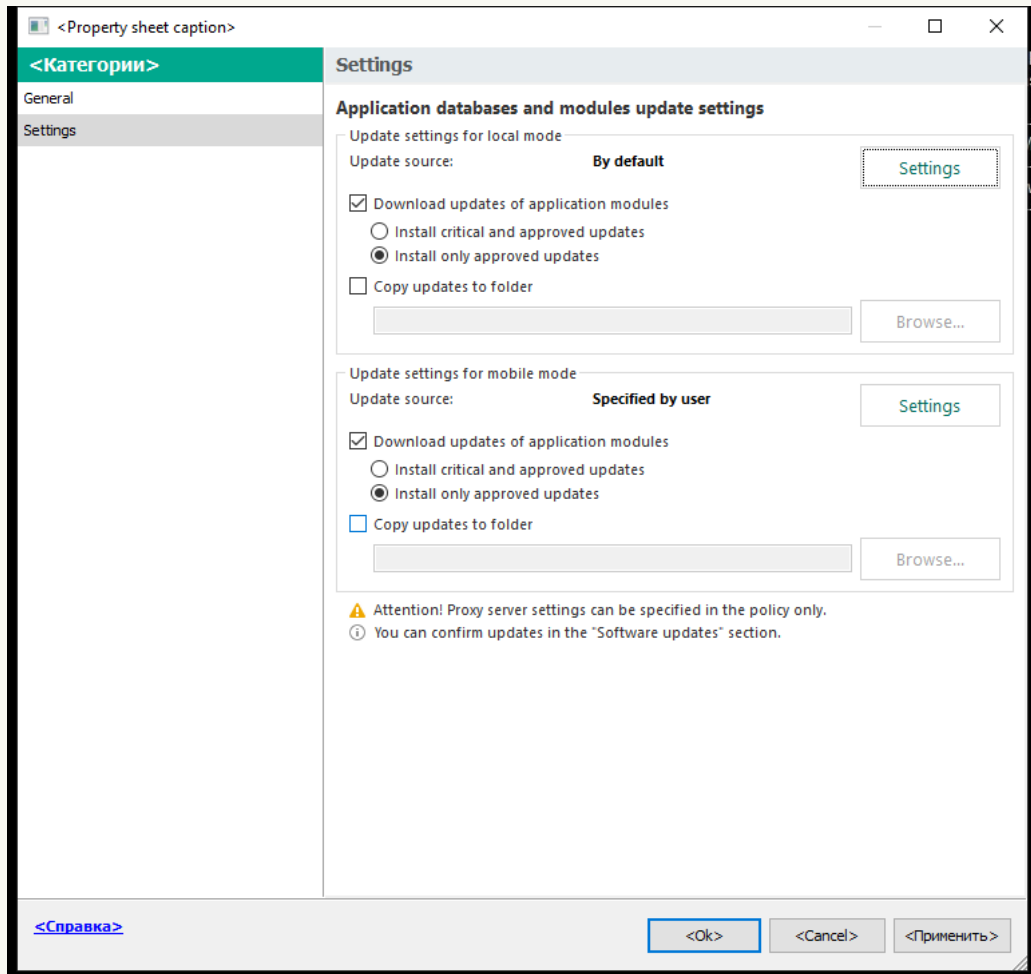 <Property sheet caption>
<Категории>
General
Settings
Settings
Application databases and modules update settings
Update settings for local mode
Update source: By default
Settings
Download updates of application modules
Install critical and approved updates
Install only approved updates
Copy updates to folder
Browse...
Update settings for mobile mode
Update source: Specified by user
Settings
Download updates of application modules
Install critical and approved updates
Install only approved updates
Copy updates to folder
Browse...
Attention! Proxy server settings can be specified in the policy only.
You can confirm updates in the "Software updates" section.
<Справка>
<Ok> <Cancel> <Применить>